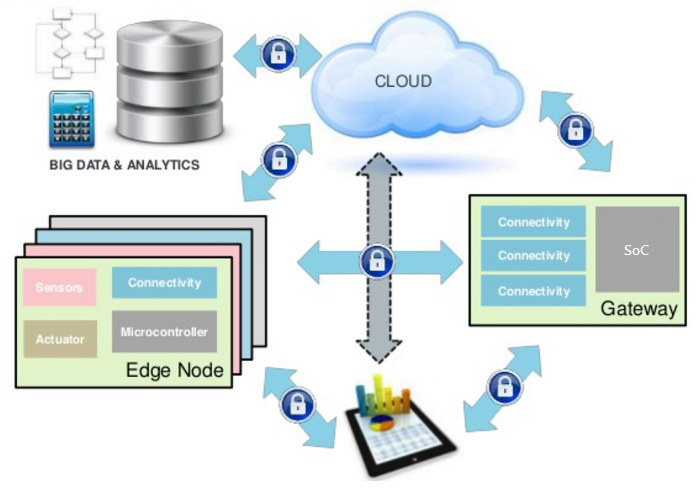 CLOUD
BIG DATA & ANALYTICS
Sensors
Connectivity
Actuator
Microcontroller
Edge Node
Connectivity
Connectivity
Connectivity
SoC
Gateway